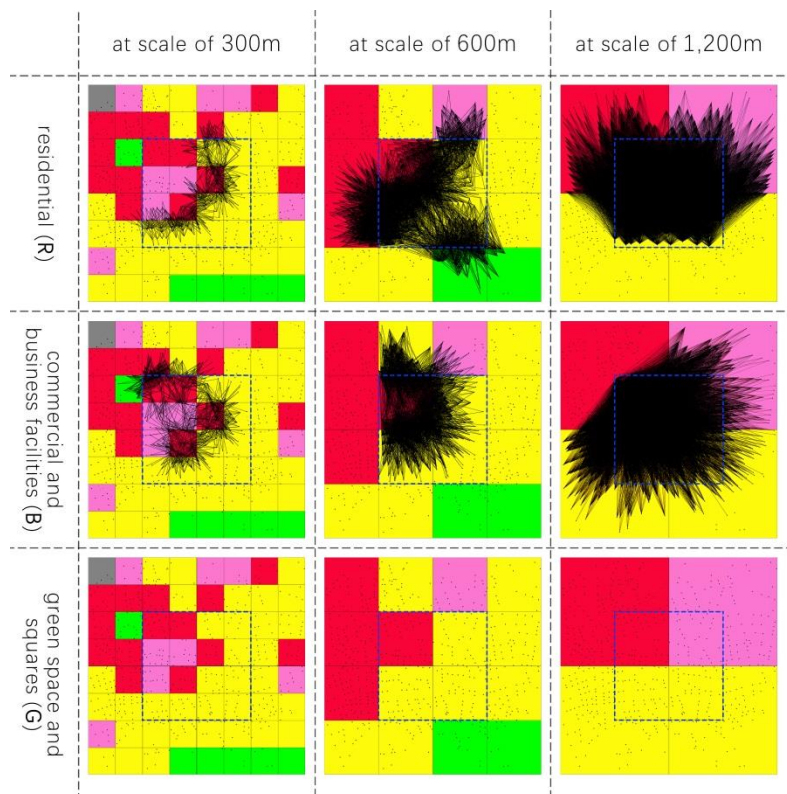 at scale of 300m
at scale of 600m
at scale of 1,200m
residential (R)
commercial and
business facilities (B)
green space and
squares (G)